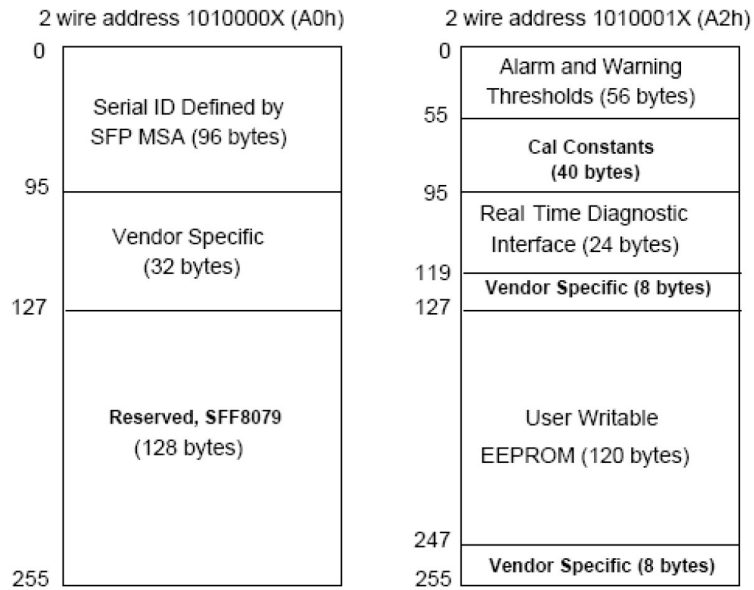 2 wire address 1010000X (A0h)
0
Serial ID Defined by
SFP MSA (96 bytes)
95
Vendor Specific
(32 bytes)
127
Reserved, SFF8079
(128 bytes)
255
2 wire address 1010001X (A2h)
0
Alarm and Warning
Thresholds (56 bytes)
55
Cal Constants
(40 bytes)
95
Real Time Diagnostic
Interface (24 bytes)
119
Vendor Specific (8 bytes)
127
User Writable
EEPROM (120 bytes)
247
Vendor Specific (8 bytes)
255